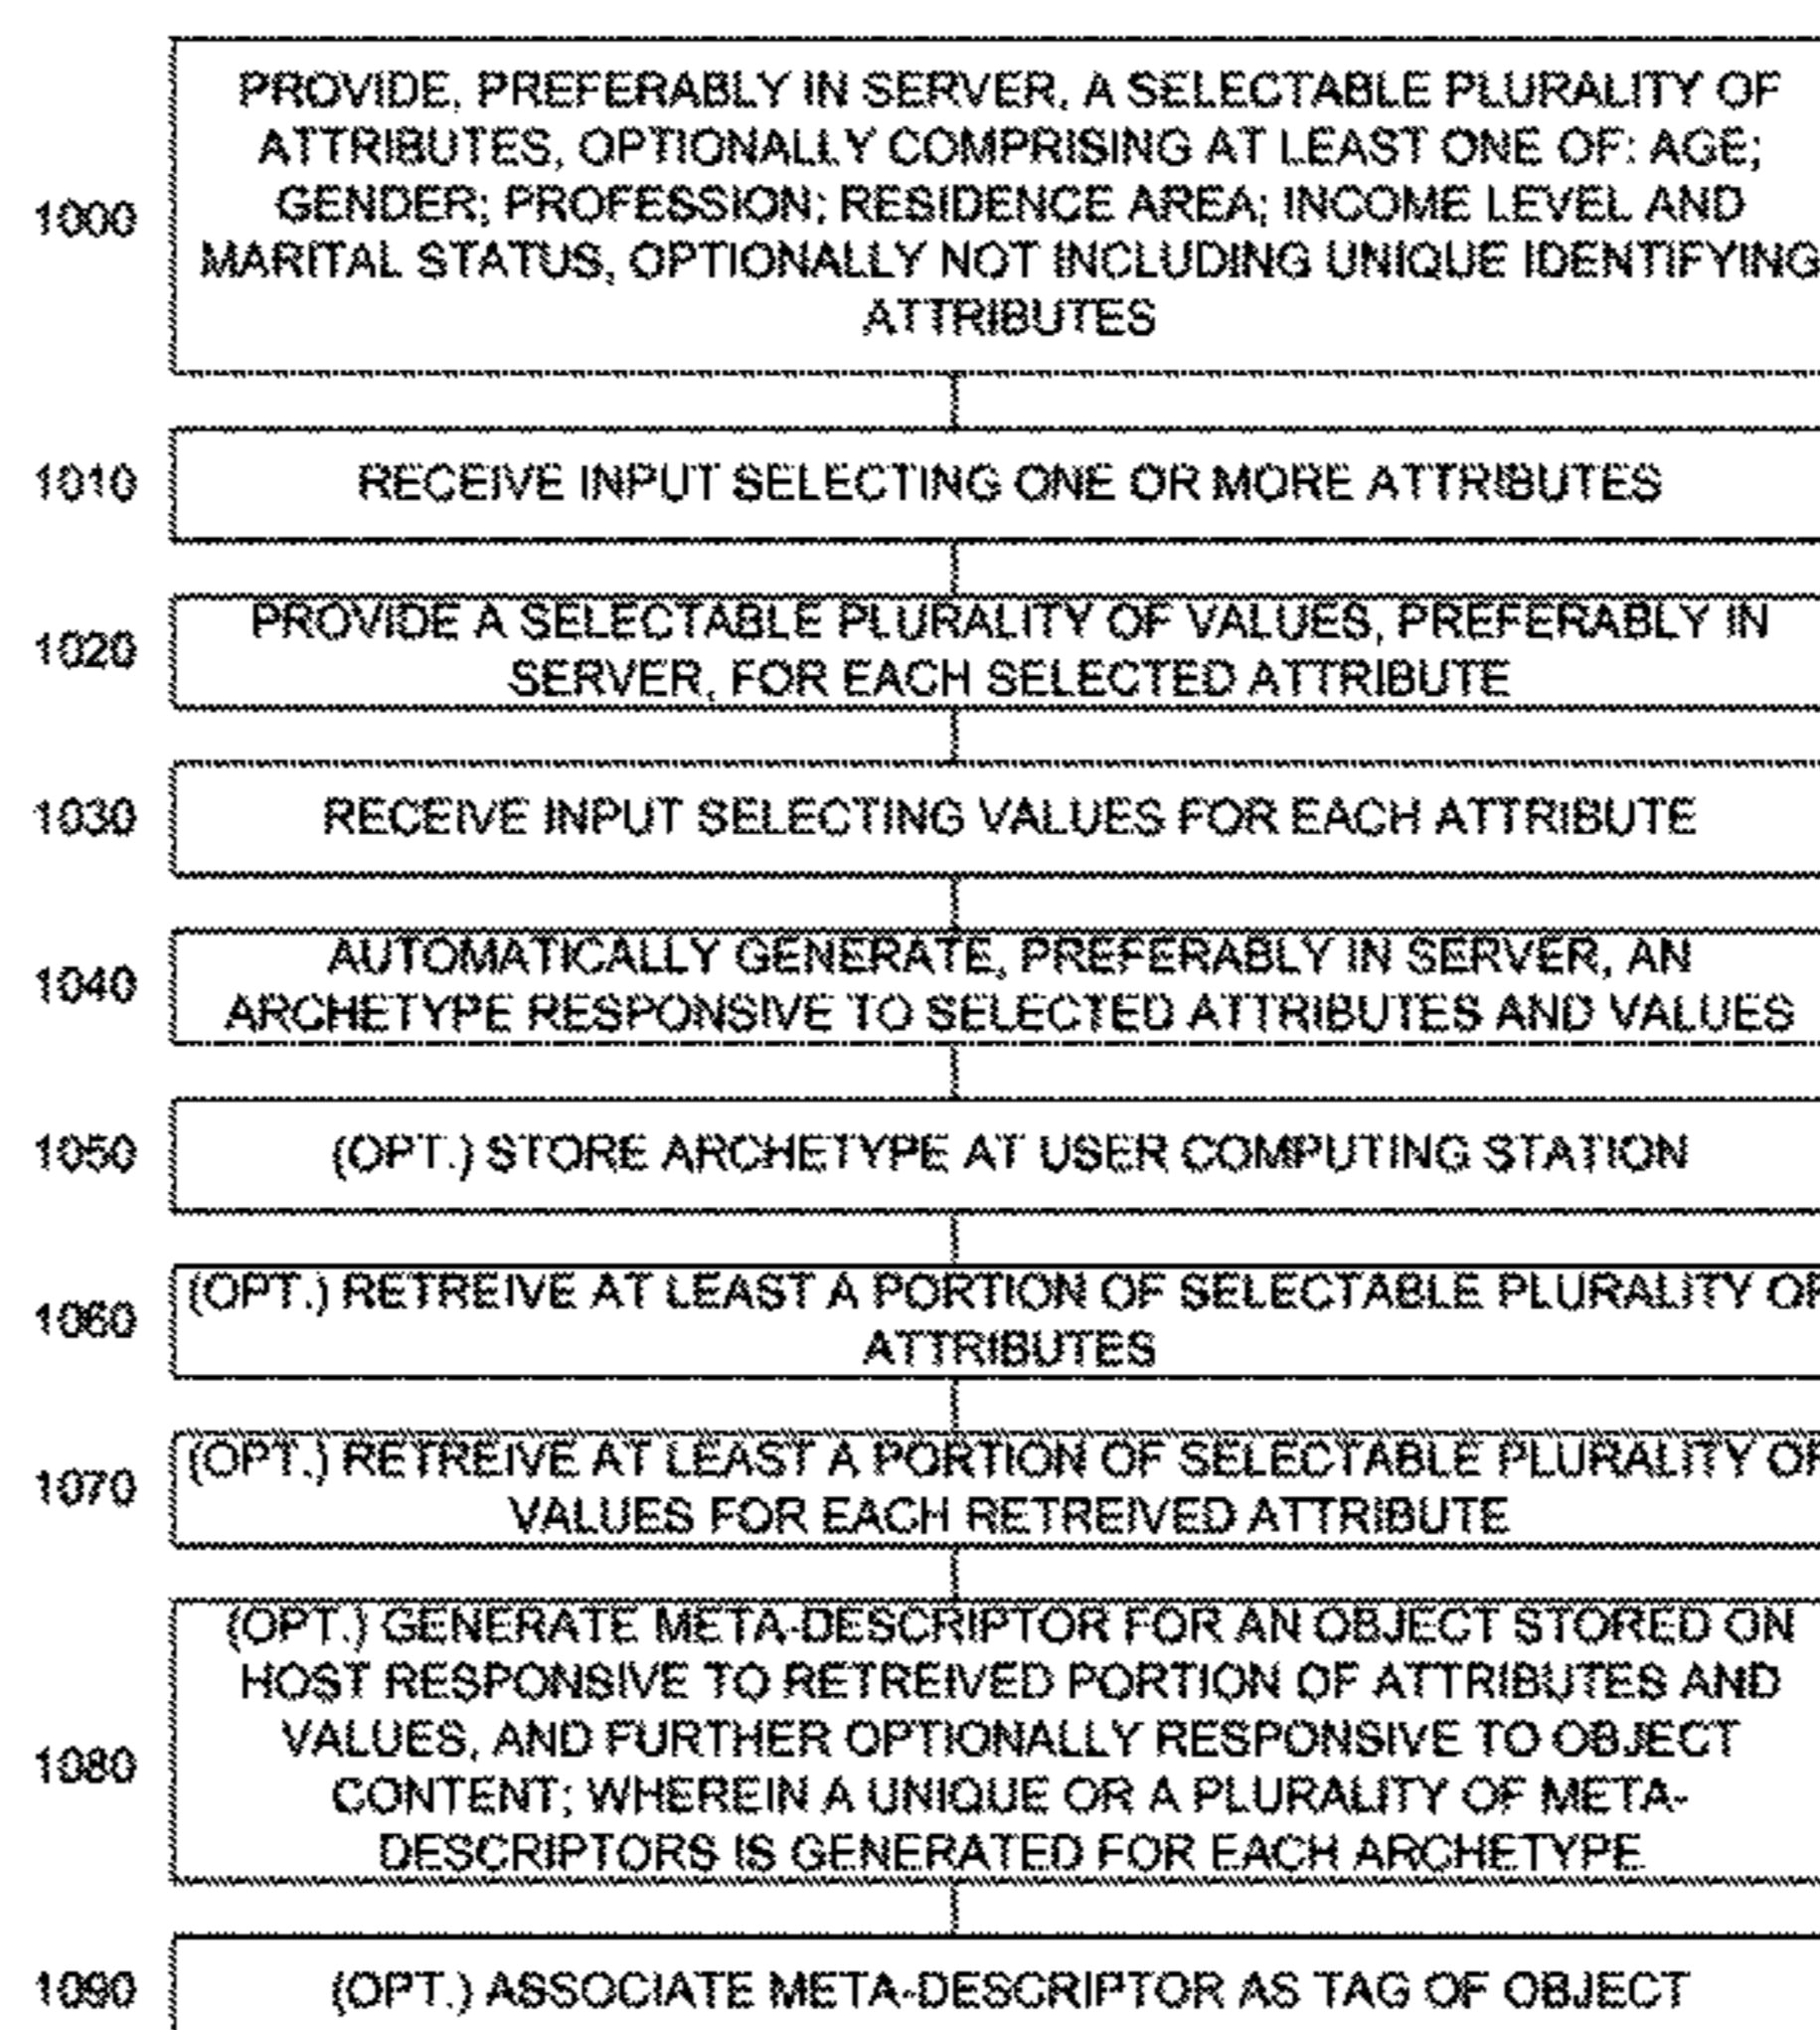 PROVIDE, PREFERABLY IN SERVER, A SELECTABLE PLURALITY OF
ATTRIBUTES, OPTIONALLY COMPRISING AT LEAST ONE OF: AGE;
1000 GENDER; PROFESSION; RESIDENCE AREA; INCOME LEVEL AND
MARITAL STATUS, OPTIONALLY NOT INCLUDING UNIQUE IDENTIFYING
ATTRIBUTES
1010 RECEIVE INPUT SELECTING ONE OR MORE ATTRIBUTES
1020 PROVIDE A SELECTABLE PLURALITY OF VALUES, PREFERABLY IN
SERVER, FOR EACH SELECTED ATTRIBUTE
1030 RECEIVE INPUT SELECTING VALUES FOR EACH ATTRIBUTE
1040 AUTOMATICALLY GENERATE, PREFERABLY IN SERVER, AN
ARCHETYPE RESPONSIVE TO SELECTED ATTRIBUTES AND VALUES
1050 (OPT.) STORE ARCHETYPE AT USER COMPUTING STATION
1060 (OPT.) RETREIVE AT LEAST A PORTION OF SELECTABLE PLURALITY OF
ATTRIBUTES
1070 (OPT.) RETREIVE AT LEAST A PORTION OF SELECTABLE PLURALITY OF
VALUES FOR EACH RETREIVED ATTRIBUTE
(OPT.) GENERATE META-DESCRIPTOR FOR AN OBJECT STORED ON
HOST RESPONSIVE TO RETREIVED PORTION OF ATTRIBUTES AND
VALUES, AND FURTHER OPTIONALLY RESPONSIVE TO OBJECT
1080 CONTENT; WHEREIN A UNIQUE OR A PLURALITY OF META-
DESCRIPTORS IS GENERATED FOR EACH ARCHETYPE
1090 (OPT.) ASSOCIATE META-DESCRIPTOR AS TAG OF OBJECT